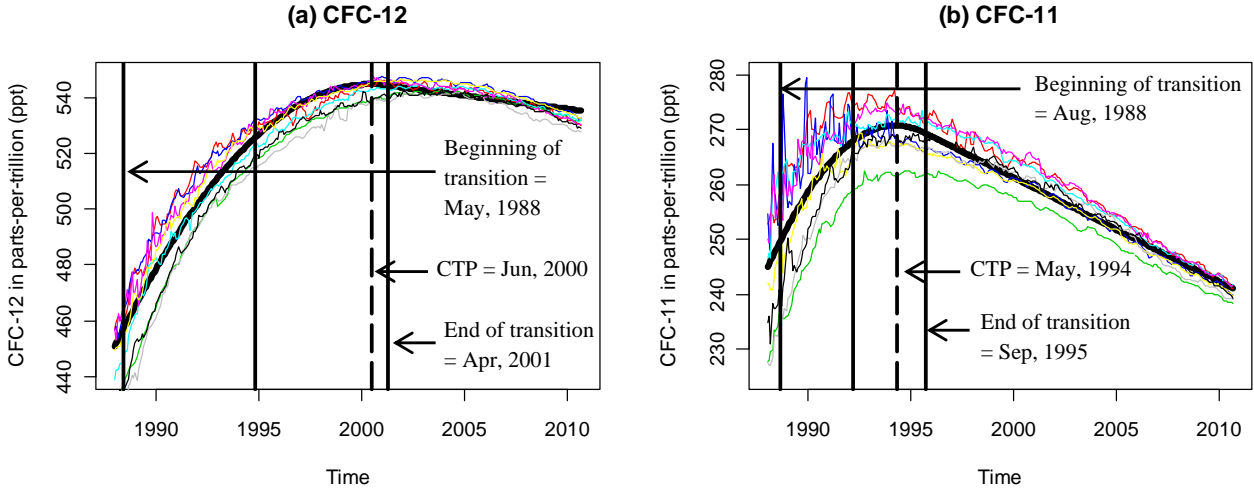 (a) CFC-12
CFC-12 in parts-per-trillion (ppt)
540
520
500
480
460
440
Beginning of
transition =
May, 1988
CTP = Jun, 2000
End of transition
= Apr, 2001
1990 1995 2000 2005 2010
Time
(b) CFC-11
CFC-11 in parts-per-trillion (ppt)
280
270
260
250
240
230
Beginning of transition
= Aug, 1988
CTP = May, 1994
End of transition
= Sep, 1995
1990 1995 2000 2005 2010
Time